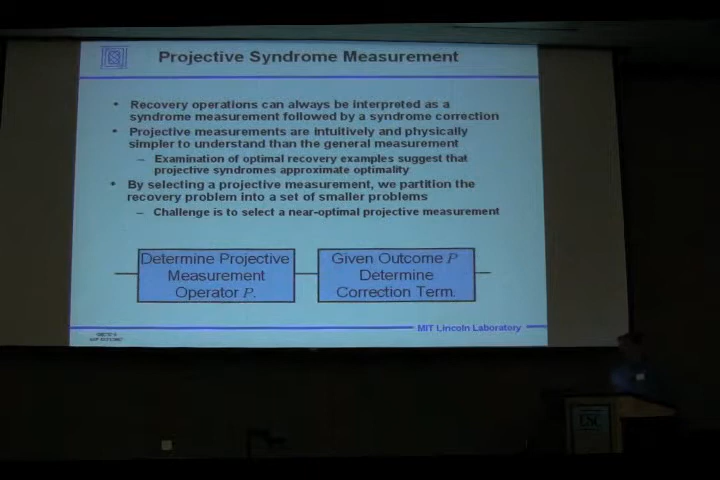 Projective Syndrome Measurement
• Recovery operations can always be interpreted as a
syndrome measurement followed by a syndrome correction
• Projective measurements are intuitively and physically
simpler to understand than the general measurement
– Examination of optimal recovery examples suggest that
projective syndromes approximate optimality
• By selecting a projective measurement, we partition the
recovery problem into a set of smaller problems
– Challenge is to select a near-optimal projective measurement
Determine Projective
Measurement
Operator P.
Given Outcome P
Determine
Correction Term.
MIT Lincoln Laboratory
USC